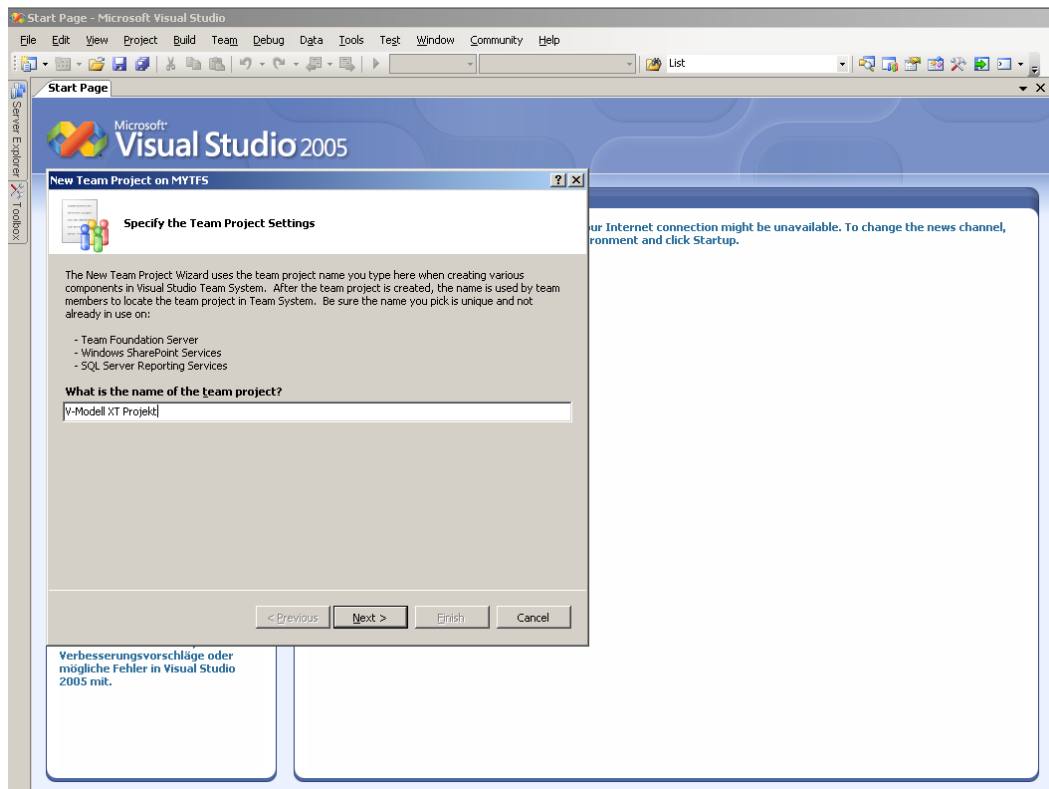 Start Page - Microsoft Visual Studio
File Edit View Project Build Team Debug Data Tools Test Window Community Help
List
Server Explorer
Toolbox
Start Page
Microsoft
Visual Studio 2005
New Team Project on MYTFS
Specify the Team Project Settings
ur Internet connection might be unavailable. To change the news channel,
ronment and click Startup.
The New Team Project Wizard uses the team project name you type here when creating various
components in Visual Studio Team System. After the team project is created, the name is used by team
members to locate the team project in Team System. Be sure the name you pick is unique and not
already in use on:
- Team Foundation Server
- Windows SharePoint Services
- SQL Server Reporting Services
What is the name of the team project?
V-Modell XT Projekt
< Previous Next > Finish Cancel
Verbesserungsvorschläge oder
mögliche Fehler in Visual Studio
2005 mit.